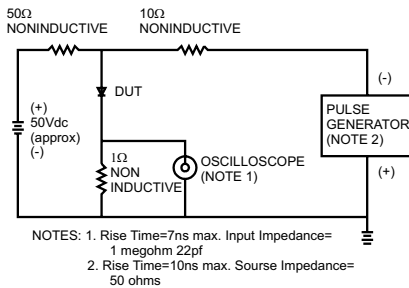 50Ω
NONINDUCTIVE
10Ω
NONINDUCTIVE
(+)
50Vdc
(approx)
(-)
DUT
1Ω
NON
INDUCTIVE
OSCILLOSCOPE
(NOTE 1)
(-)
PULSE
GENERATOR
(NOTE 2)
(+)
NOTES: 1. Rise Time=7ns max. Input Impedance=
1 megohm 22pf
2. Rise Time=10ns max. Sourse Impedance=
50 ohms